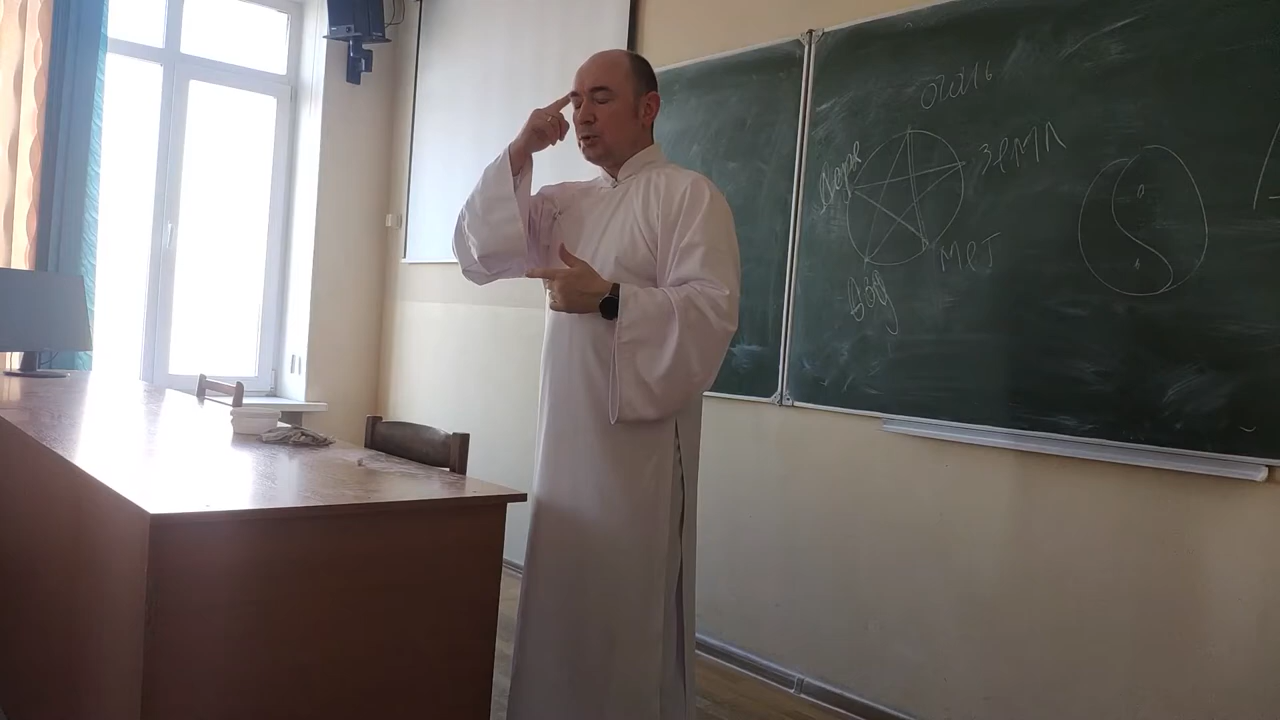 огонь
земл
мет
вод
дере